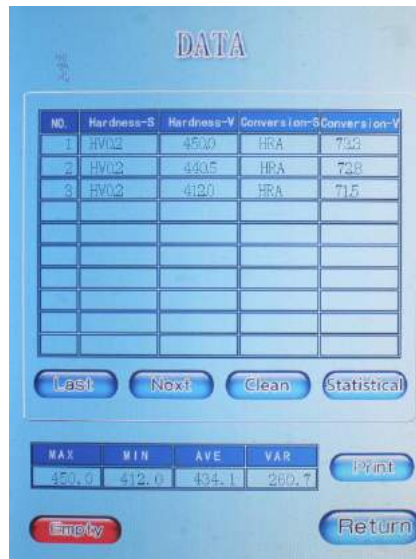 DATA
NO. Hardness-S Hardness-V Conversion-S Conversion-V
1 HV0.2 450.0 HRA 73.3
2 HV0.2 440.5 HRA 72.8
3 HV0.2 412.0 HRA 71.5
Last Next Clean Statistical
MAX MIN AVE VAR
450.0 412.0 434.1 260.7
Print
Empty
Return